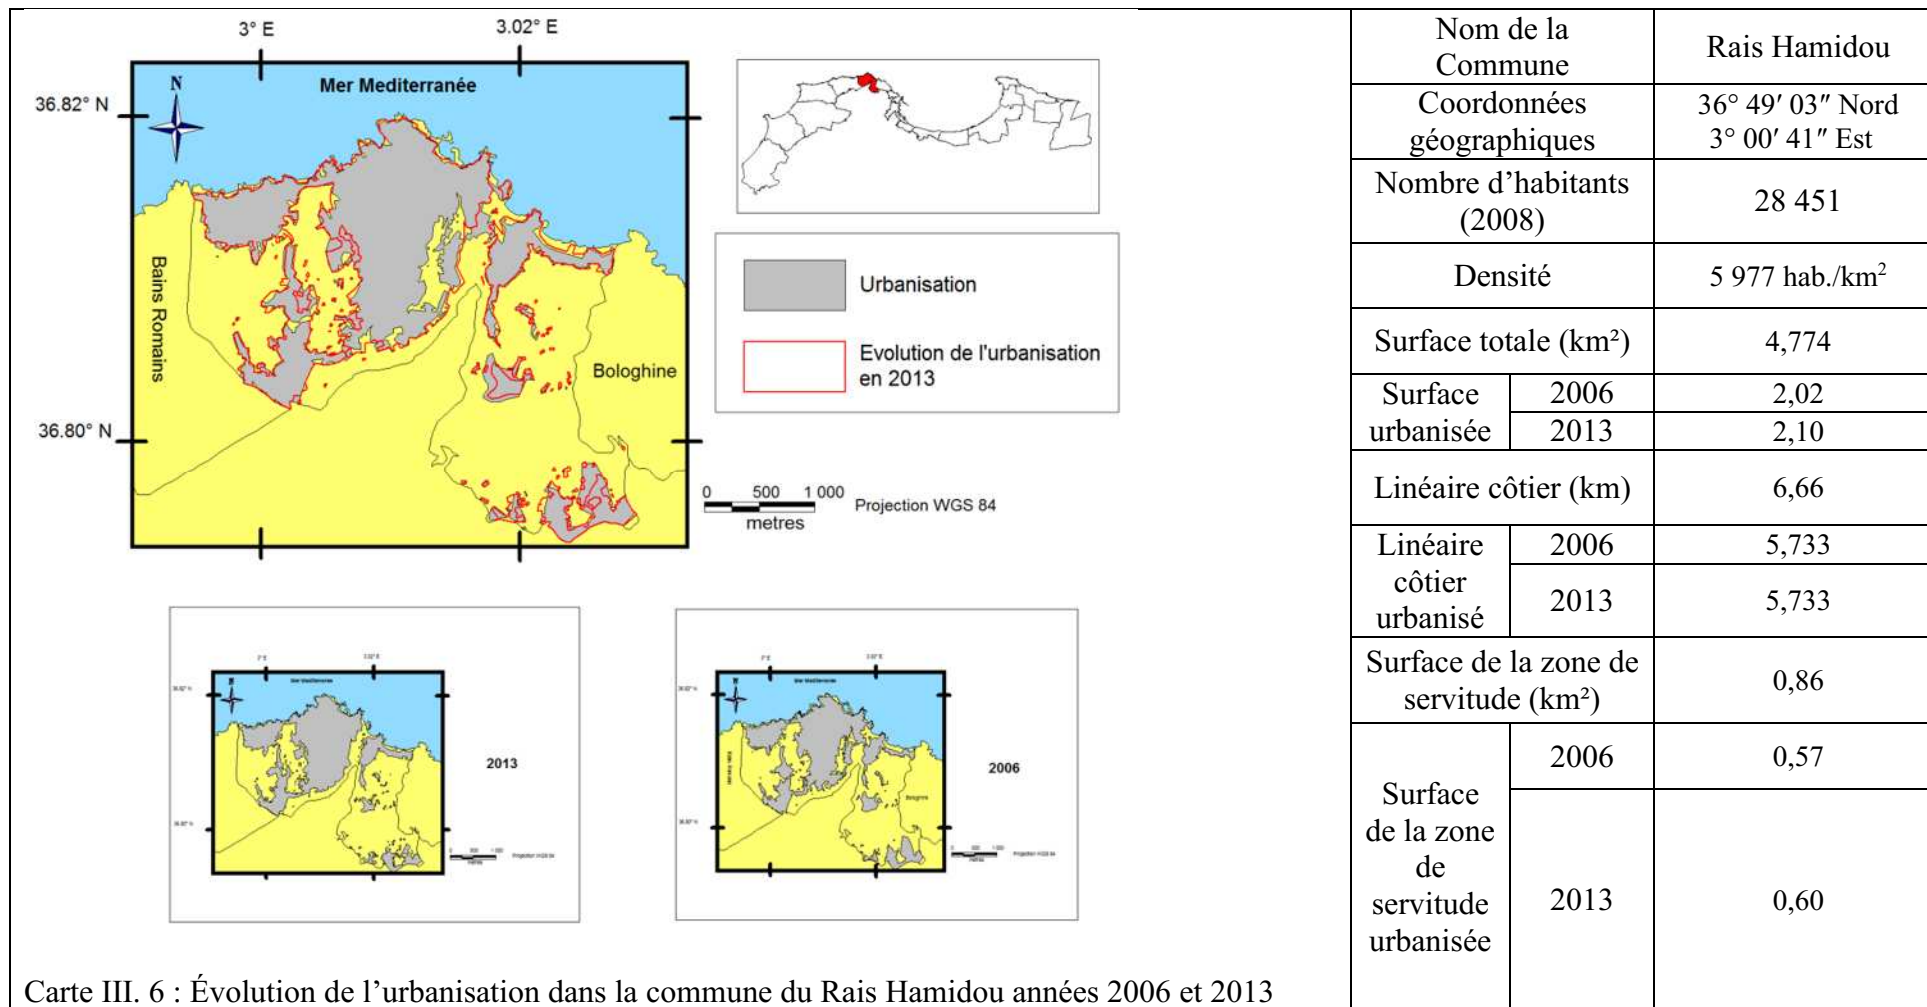 3° E
3.02° E
Mer Mediterranée
N
36.82° N
Bains Romains
Bologhine
36.80° N
Urbanisation
Evolution de l'urbanisation
en 2013
0 500 1 000
metres
Projection WGS 84
2013
2006
Carte III. 6 : Évolution de l’urbanisation dans la commune du Rais Hamidou années 2006 et 2013
Nom de la
Commune
Rais Hamidou
Coordonnées
géographiques
36° 49′ 03″ Nord
3° 00′ 41″ Est
Nombre d’habitants
(2008)
28 451
Densité
5 977 hab./km²
Surface totale (km²)
4,774
Surface
urbanisée
2006
2,02
2013
2,10
Linéaire côtier (km)
6,66
Linéaire
côtier
urbanisé
2006
5,733
2013
5,733
Surface de la zone de
servitude (km²)
0,86
Surface
de la zone
de
servitude
urbanisée
2006
0,57
2013
0,60